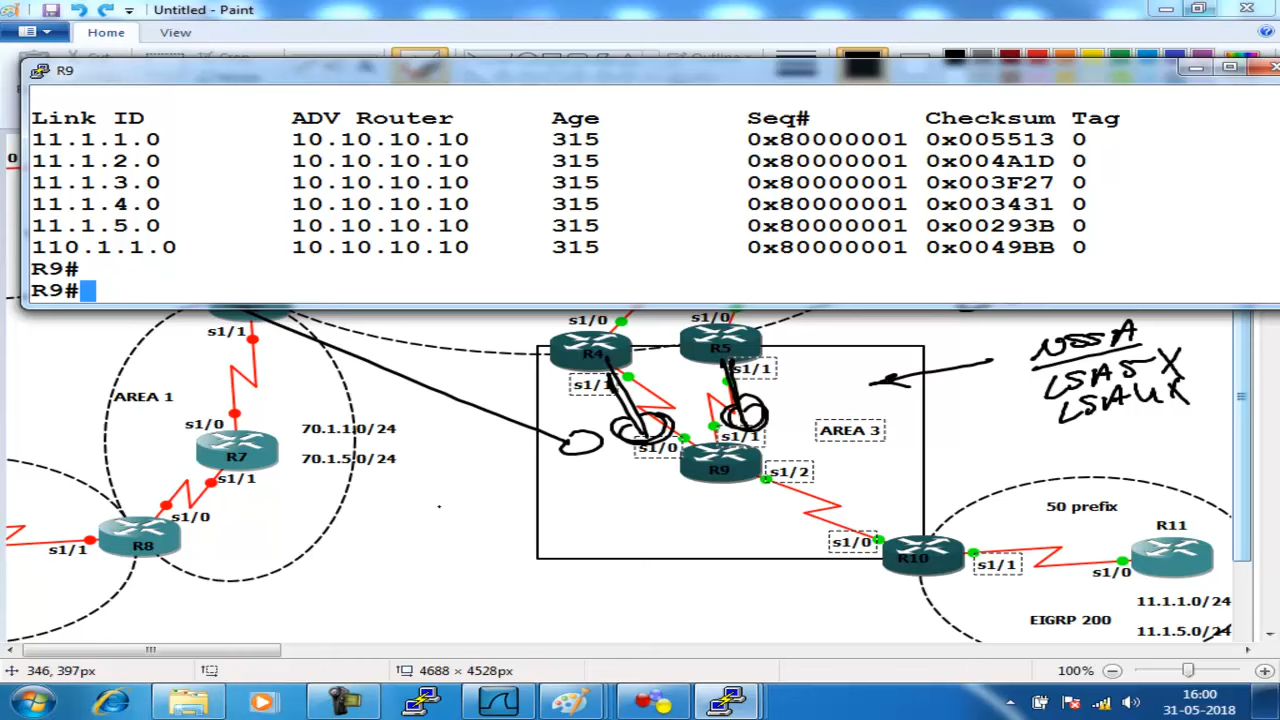 Untitled - Paint
Home View
R9
Link ID ADV Router Age Seq# Checksum Tag
11.1.1.0 10.10.10.10 315 0x80000001 0x005513 0
11.1.2.0 10.10.10.10 315 0x80000001 0x004A1D 0
11.1.3.0 10.10.10.10 315 0x80000001 0x003F27 0
11.1.4.0 10.10.10.10 315 0x80000001 0x003431 0
11.1.5.0 10.10.10.10 315 0x80000001 0x00293B 0
110.1.1.0 10.10.10.10 315 0x80000001 0x0049BB 0
R9#
R9#
s1/0 s1/0
s1/1
R4 R5
s1/1 s1/1
NSSA
LSA5 X
LSA4 X
AREA 1
70.1.1.0/24
70.1.5.0/24
R7
s1/1
s1/0 s1/1
AREA 3
R9
s1/2
s1/0
R8
s1/1
50 prefix
R11
s1/0
R10
s1/1
s1/0
11.1.1.0/24
EIGRP 200
11.1.5.0/24
346, 397px
4688 × 4528px
100%
16:00
31-05-2018